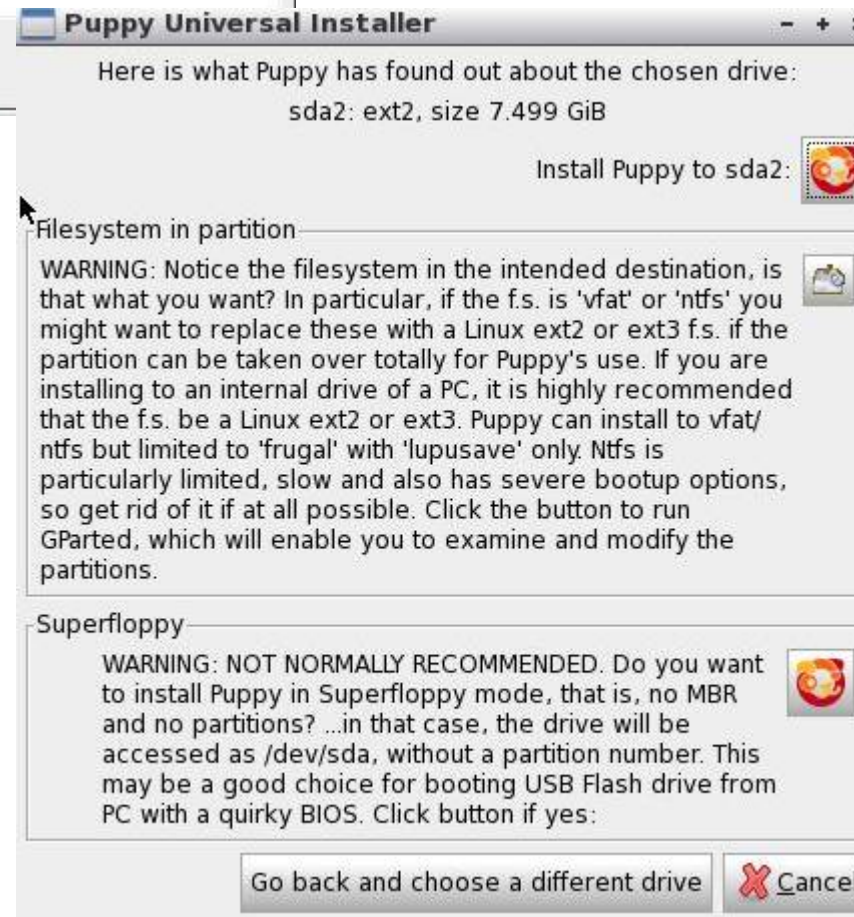 Puppy Universal Installer
Here is what Puppy has found out about the chosen drive:
sda2: ext2, size 7.499 GiB
Install Puppy to sda2:
Filesystem in partition
WARNING: Notice the filesystem in the intended destination, is
that what you want? In particular, if the f.s. is 'vfat' or 'ntfs' you
might want to replace these with a Linux ext2 or ext3 f.s. if the
partition can be taken over totally for Puppy's use. If you are
installing to an internal drive of a PC, it is highly recommended
that the f.s. be a Linux ext2 or ext3. Puppy can install to vfat/
ntfs but limited to 'frugal' with 'lupusave' only. Ntfs is
particularly limited, slow and also has severe bootup options,
so get rid of it if at all possible. Click the button to run
GParted, which will enable you to examine and modify the
partitions.
Superfloppy
WARNING: NOT NORMALLY RECOMMENDED. Do you want
to install Puppy in Superfloppy mode, that is, no MBR
and no partitions? ...in that case, the drive will be
accessed as /dev/sda, without a partition number. This
may be a good choice for booting USB Flash drive from
PC with a quirky BIOS. Click button if yes:
Go back and choose a different drive
Cance